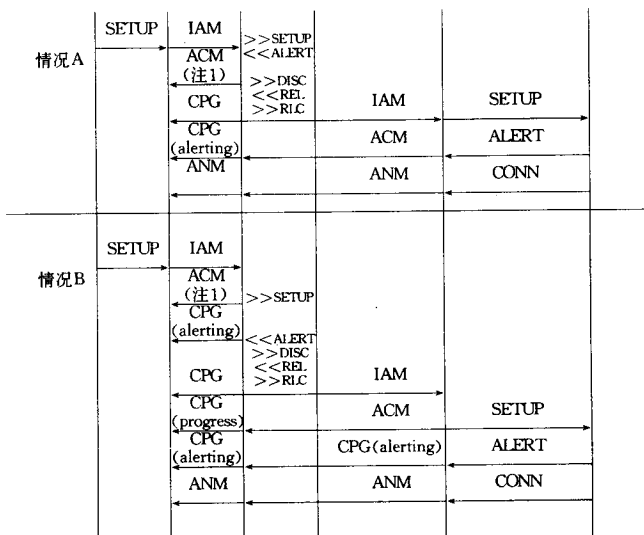 SETUP IAM
>>SETUP
情况A
ACM
<<ALERT
(注1)
>>DISC
<<REL
CPG
IAM SETUP
>>RLC
CPG
ACM ALERT
(alerting)
ANM
ANM CONN
SETUP IAM
情况B
ACM
(注1)
>>SETUP
CPG
(alerting)
<<ALERT
>>DISC
<<REL
CPG
IAM
>>RLC
CPG
ACM SETUP
(progress)
CPG
CPG(alerting) ALERT
(alerting)
ANM ANM CONN